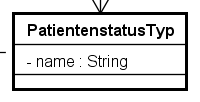 PatientenstatusTyp
- name : String